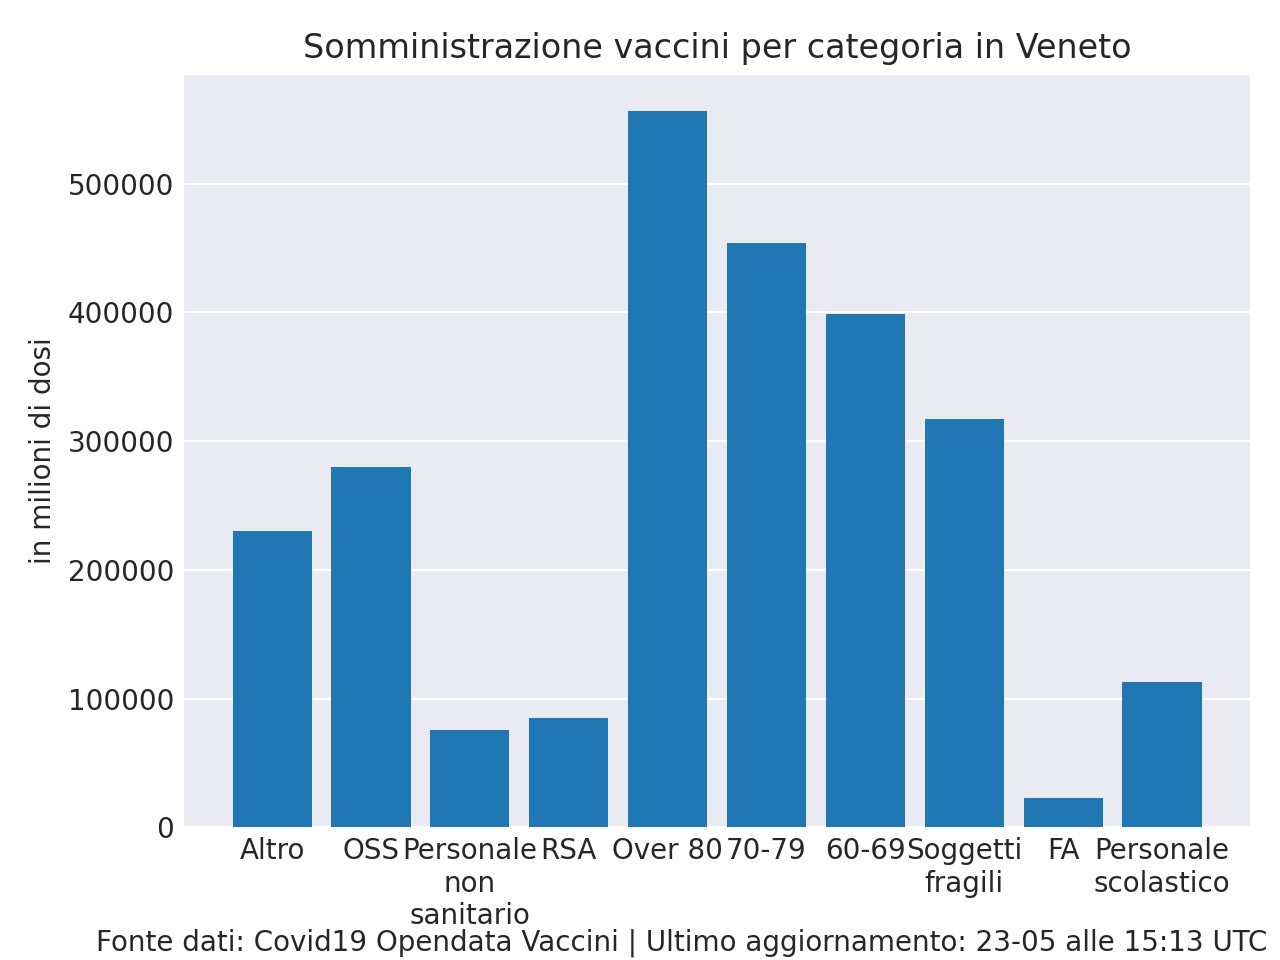 Somministrazione vaccini per categoria in Veneto
in milioni di dosi
500000
400000
300000
200000
100000
0
Altro
OSS
Personale
non
sanitario
RSA
Over 80
70-79
60-69
Soggetti
fragili
FA
Personale
scolastico
Fonte dati: Covid19 Opendata Vaccini | Ultimo aggiornamento: 23-05 alle 15:13 UTC